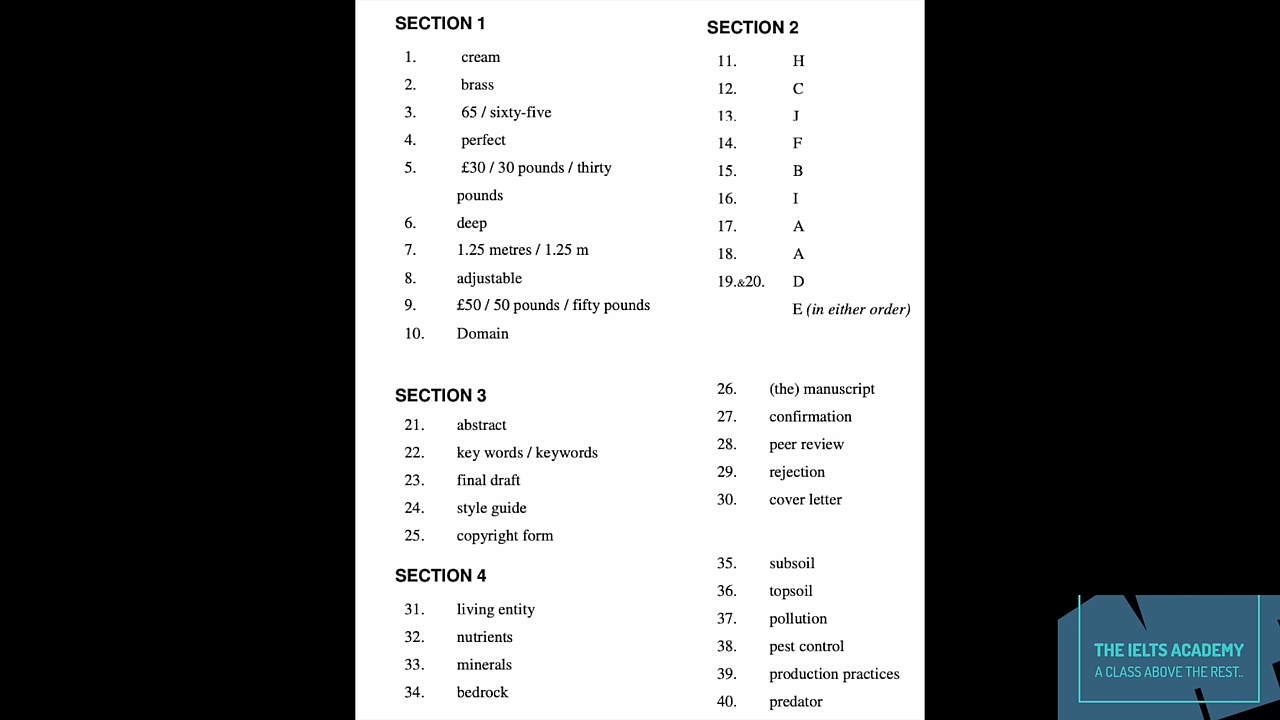 SECTION 1
1. cream
2. brass
3. 65 / sixty-five
4. perfect
5. £30 / 30 pounds / thirty
pounds
6. deep
7. 1.25 metres / 1.25 m
8. adjustable
9. £50 / 50 pounds / fifty pounds
10. Domain
SECTION 2
11. H
12. C
13. J
14. F
15. B
16. I
17. A
18. A
19.&20. D
E (in either order)
SECTION 3
21. abstract
22. key words / keywords
23. final draft
24. style guide
25. copyright form
26. (the) manuscript
27. confirmation
28. peer review
29. rejection
30. cover letter
SECTION 4
31. living entity
32. nutrients
33. minerals
34. bedrock
35. subsoil
36. topsoil
37. pollution
38. pest control
39. production practices
40. predator
THE IELTS ACADEMY
A CLASS ABOVE THE REST..